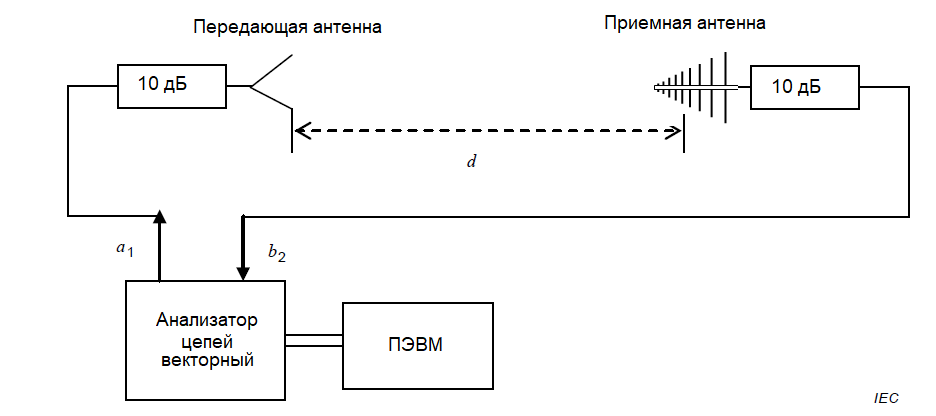 Передающая антенна
Приемная антенна
10 дБ
10 дБ
d
a1
b2
Анализатор
цепей
векторный
ПЭВМ
IEC